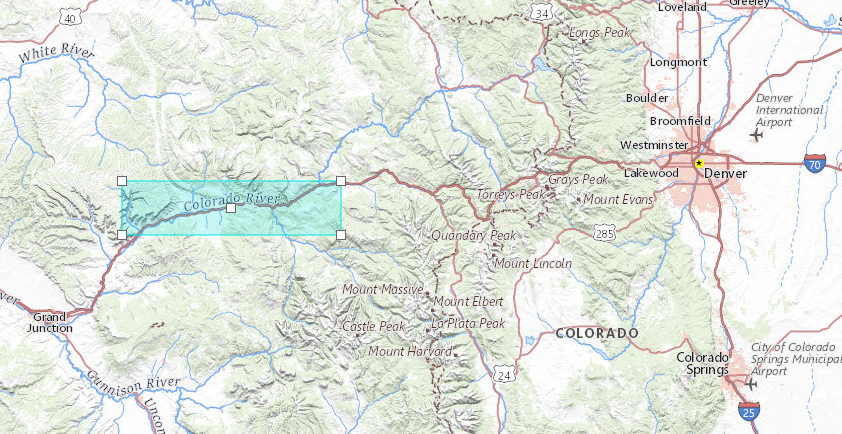 40
White River
34
Longs Peak
Loveland
Greeley
Longmont
Boulder
Denver
International
Airport
Broomfield
Westminster
70
Lakewood
Denver
Grays Peak
Torreys Peak
Mount Evans
Colorado River
285
Quandary Peak
Mount Lincoln
Mount Massive
Mount Elbert
Castle Peak
La Plata Peak
Mount Harvard
COLORADO
Grand
Junction
Gunnison River
24
Colorado
Springs
City of Colorado
Springs Municipal
Airport
25